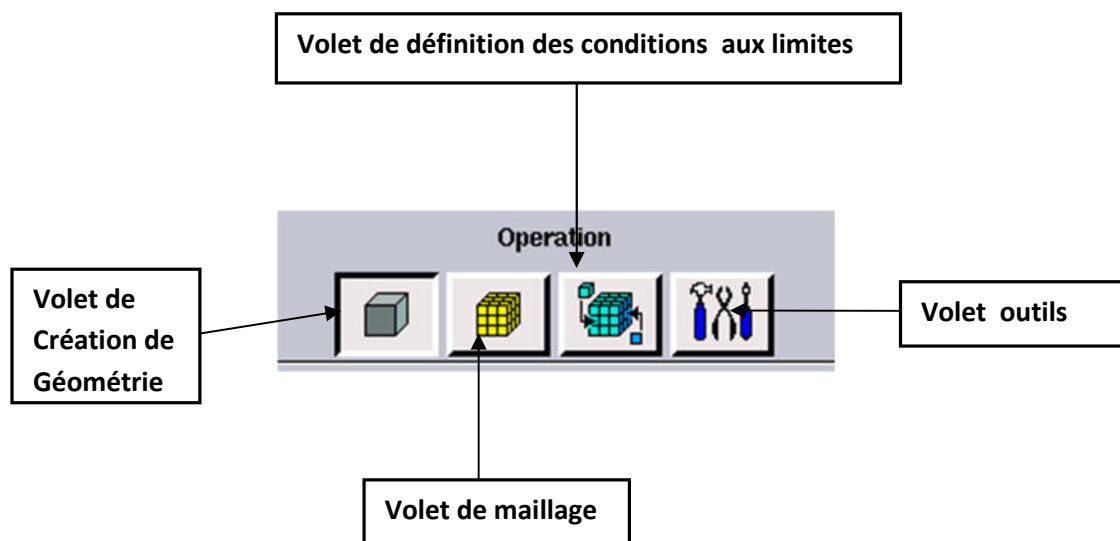 Volet de définition des conditions  aux limites
Operation
Volet de
Création de
Géométrie
Volet  outils
Volet de maillage